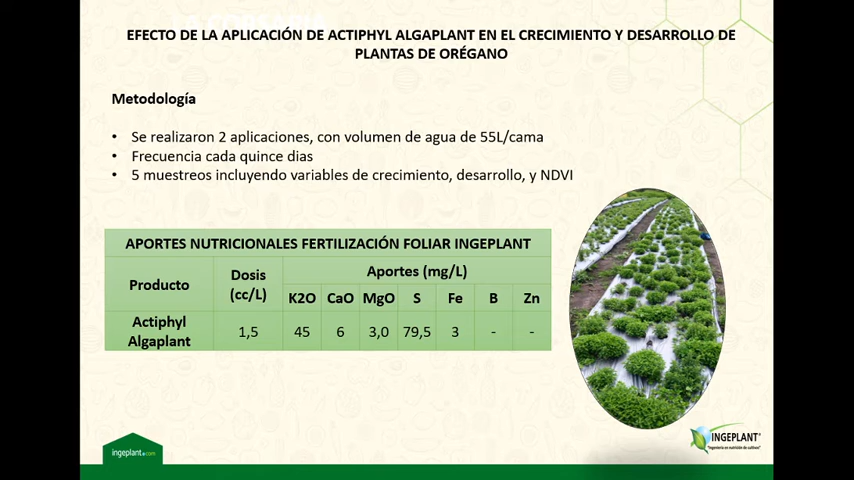 EFECTO DE LA APLICACIÓN DE ACTIPHYL ALGAPLANT EN EL CRECIMIENTO Y DESARROLLO DE
PLANTAS DE ORÉGANO
Metodología
• Se realizaron 2 aplicaciones, con volumen de agua de 55L/cama
• Frecuencia cada quince dias
• 5 muestreos incluyendo variables de crecimiento, desarrollo, y NDVI
APORTES NUTRICIONALES FERTILIZACIÓN FOLIAR INGEPLANT
Producto Dosis (cc/L) Aportes (mg/L)
K2O CaO MgO S Fe B Zn
Actiphyl Algaplant 1,5 45 6 3,0 79,5 3 - -
ingeplant.com
INGEPLANT®
"Ingeniería en nutrición de cultivos"